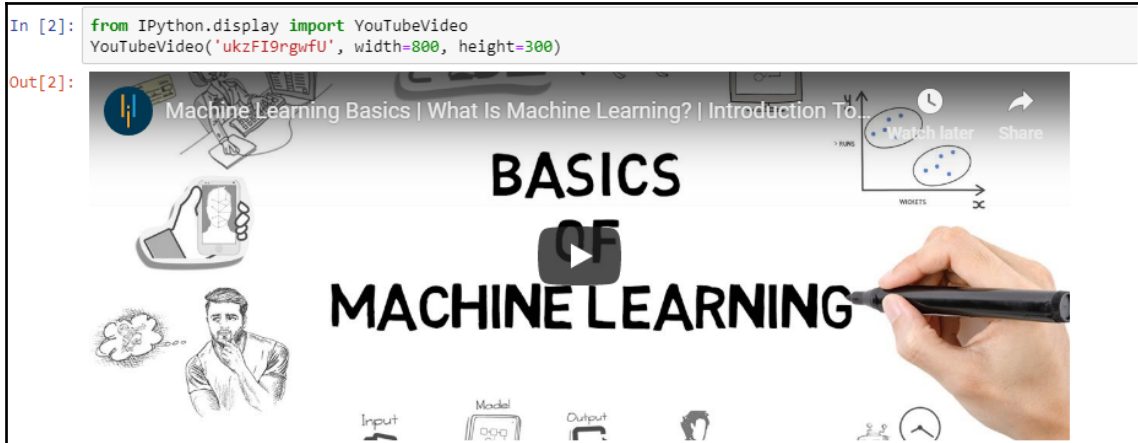 In [2]: from IPython.display import YouTubeVideo
YouTubeVideo('ukzFI9rgwfU', width=800, height=300)
Out[2]:
Machine Learning Basics | What Is Machine Learning? | Introduction To...
Watch later
Share
Y
> RUNS
WICKETS
X
BASICS
OF
MACHINE LEARNING
Input
Model
Output